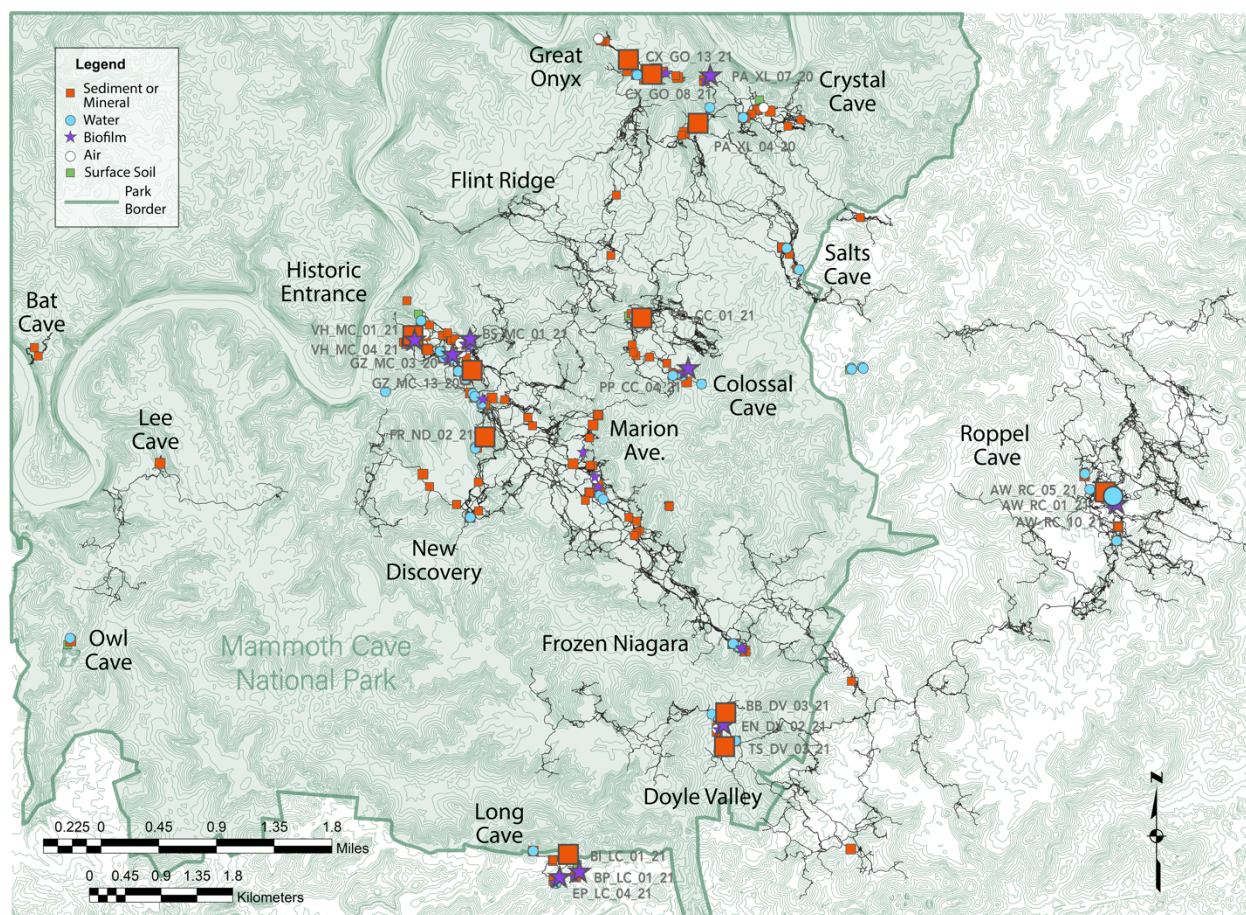 Great
Onyx
CX_GO_13_21
CX_GO_08_21
PA_XL_07_20
Crystal
Cave
PA_XL_04_20
Legend
Sediment or
Mineral
Water
Biofilm
Air
Surface Soil
Park
Border
Flint Ridge
Salts
Cave
Historic
Entrance
Bat
Cave
VH_MC_01_21
BS_MC_01_21
VH_MC_04_21
GZ_MC_03_20
GZ_MC_13_20
CC_01_21
PP_CC_04_21
Colossal
Cave
Lee
Cave
FR_ND_02_21
Marion
Ave.
Roppel
Cave
AW_RC_05_21
AW_RC_01_21
AW_RC_10_21
New
Discovery
Owl
Cave
Mammoth Cave
National Park
Frozen Niagara
BB_DV_03_21
EN_DV_02_21
Doyle Valley
Long
Cave
BI_LC_01_21
BP_LC_01_21
EP_LC_04_21
0.225 0 0.45 0.9 1.35 1.8
Miles
0 0.45 0.9 1.35 1.8
Kilometers
N